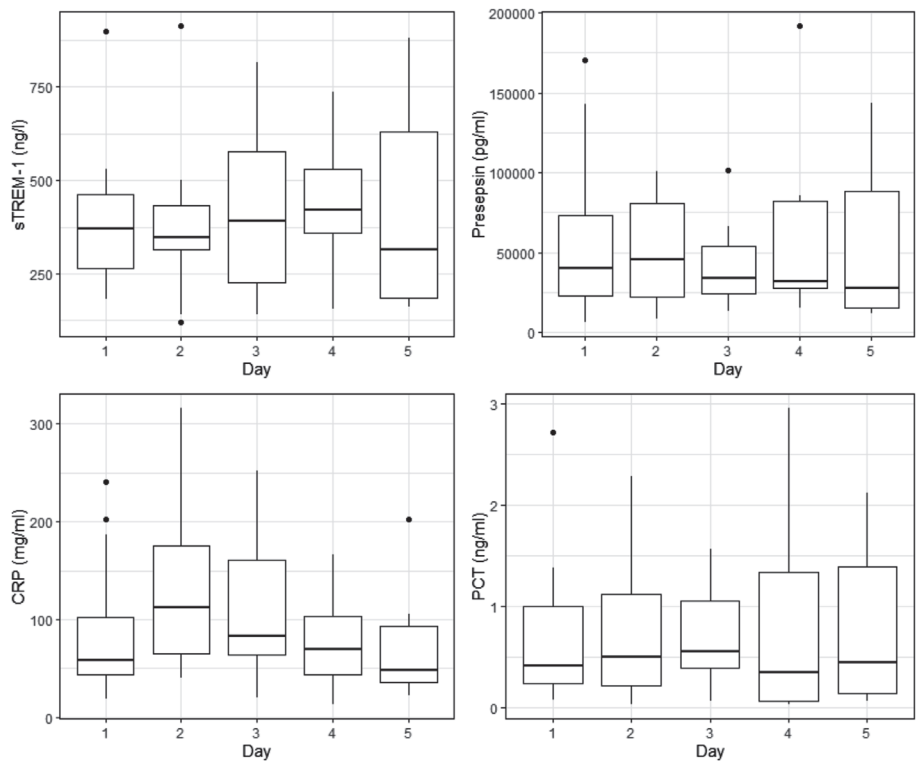 sTREM-1 (ng/l)
750
500
250
1 2 3 4 5
Day
Presepsin (pg/ml)
200000
150000
100000
50000
0
1 2 3 4 5
Day
CRP (mg/ml)
300
200
100
0
1 2 3 4 5
Day
PCT (ng/ml)
3
2
1
0
1 2 3 4 5
Day